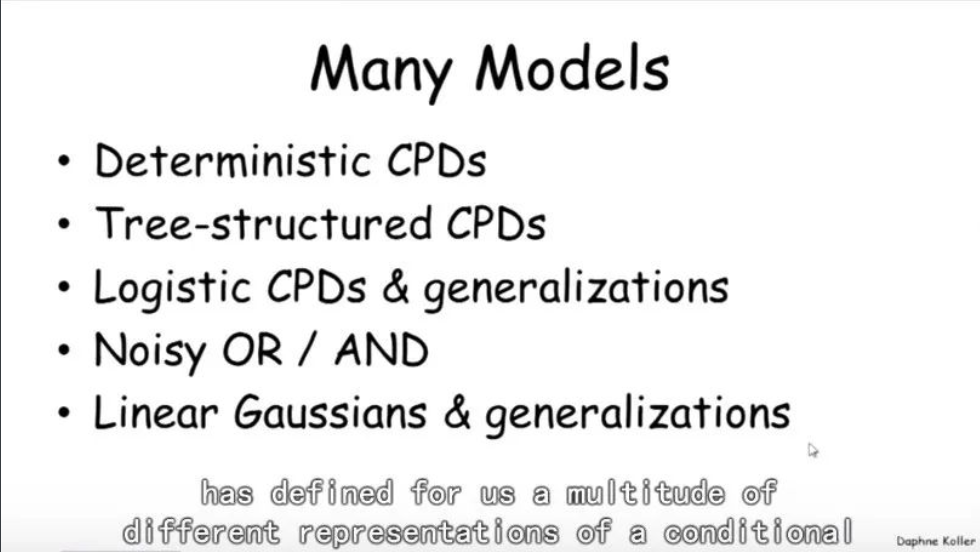 Many Models
• Deterministic CPDs
• Tree-structured CPDs
• Logistic CPDs & generalizations
• Noisy OR / AND
• Linear Gaussians & generalizations
has defined for us a multitude of
different representations of a conditional
Daphne Koller